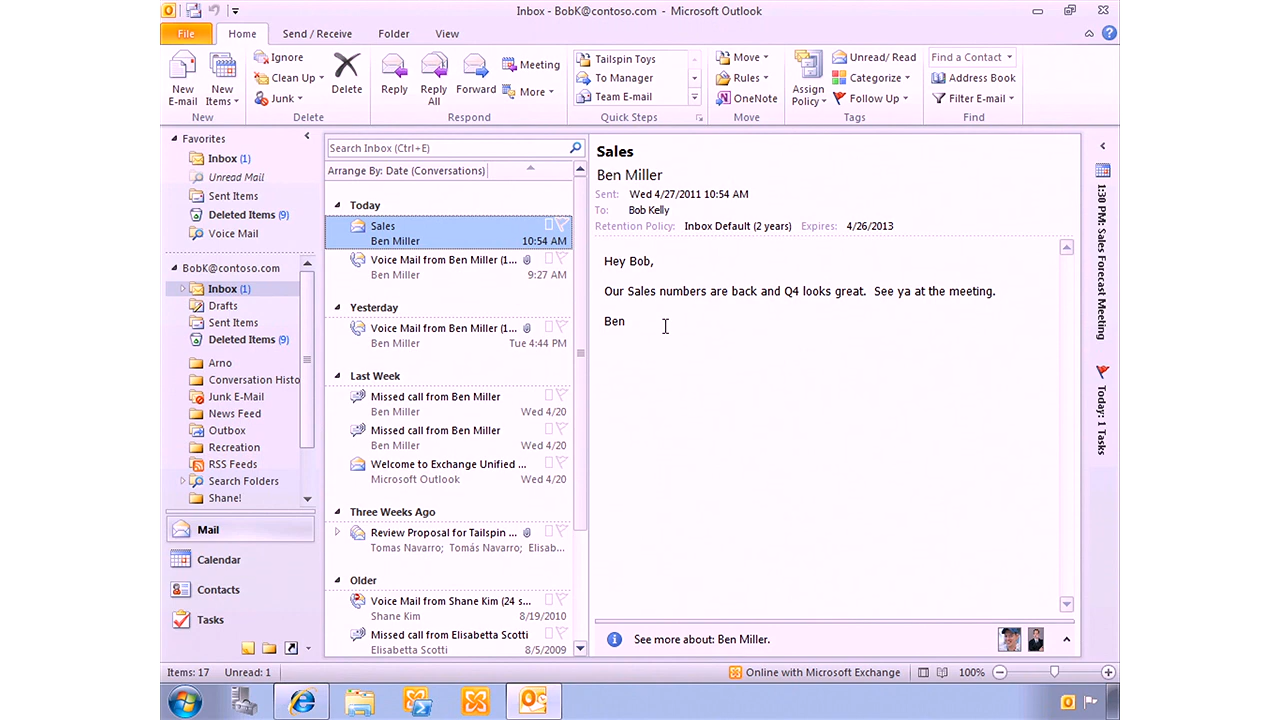 Inbox - BobK@contoso.com - Microsoft Outlook
File Home Send / Receive Folder View
New E-mail
New Items
New
Ignore
Clean Up
Junk
Delete
Delete
Reply
Reply All
Forward
Meeting
More
Respond
Tailspin Toys
To Manager
Team E-mail
Quick Steps
Move
Rules
OneNote
Move
Assign Policy
Unread/ Read
Categorize
Follow Up
Tags
Find a Contact
Address Book
Filter E-mail
Find
Favorites
Inbox (1)
Unread Mail
Sent Items
Deleted Items (9)
Voice Mail
BobK@contoso.com
Inbox (1)
Drafts
Sent Items
Deleted Items (9)
Arno
Conversation Histo
Junk E-Mail
News Feed
Outbox
Recreation
RSS Feeds
Search Folders
Shane!
Mail
Calendar
Contacts
Tasks
Search Inbox (Ctrl+E)
Arrange By: Date (Conversations)
Today
Sales
Ben Miller 10:54 AM
Voice Mail from Ben Miller (1...
Ben Miller 9:27 AM
Yesterday
Voice Mail from Ben Miller (1...
Ben Miller Tue 4:44 PM
Last Week
Missed call from Ben Miller
Ben Miller Wed 4/20
Missed call from Ben Miller
Ben Miller Wed 4/20
Welcome to Exchange Unified ...
Microsoft Outlook Wed 4/20
Three Weeks Ago
Review Proposal for Tailspin ...
Tomas Navarro; Tomás Navarro; Elisab...
Older
Voice Mail from Shane Kim (24 s...
Shane Kim 8/19/2010
Missed call from Elisabetta Scotti
Elisabetta Scotti 8/5/2009
Sales
Ben Miller
Sent: Wed 4/27/2011 10:54 AM
To: Bob Kelly
Retention Policy: Inbox Default (2 years) Expires: 4/26/2013
Hey Bob,
Our Sales numbers are back and Q4 looks great. See ya at the meeting.
Ben
See more about: Ben Miller.
1:30 PM: Sales Forecast Meeting
Today: 1 Tasks
Items: 17 Unread: 1
Online with Microsoft Exchange 100%